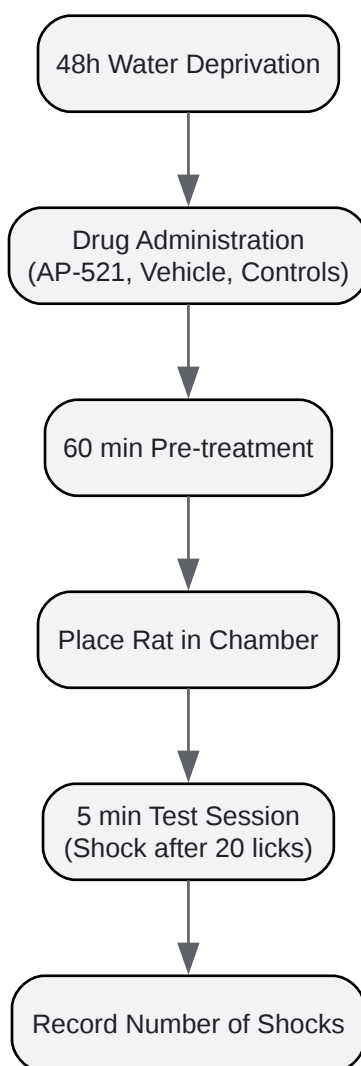 48h Water Deprivation
Drug Administration
(AP-521, Vehicle, Controls)
60 min Pre-treatment
Place Rat in Chamber
5 min Test Session
(Shock after 20 licks)
Record Number of Shocks